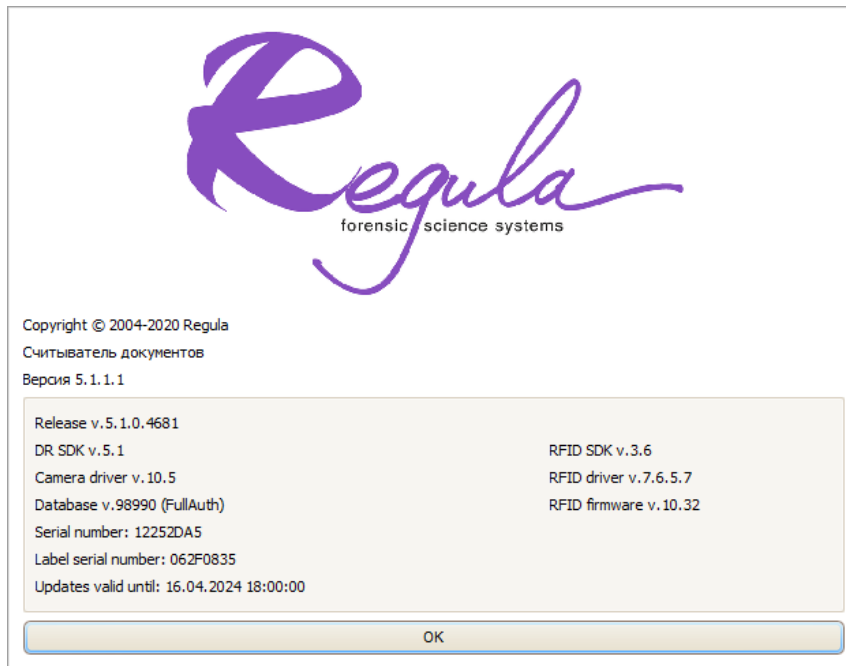 Regula
forensic science systems
Copyright © 2004-2020 Regula
Считыватель документов
Версия 5.1.1.1
Release v.5.1.0.4681
DR SDK v.5.1
RFID SDK v.3.6
Camera driver v.10.5
RFID driver v.7.6.5.7
Database v.98990 (FullAuth)
RFID firmware v.10.32
Serial number: 12252DA5
Label serial number: 062F0835
Updates valid until: 16.04.2024 18:00:00
OK